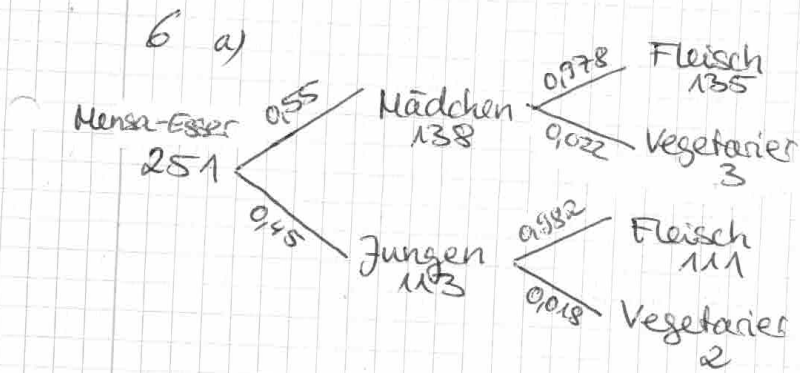 6 a)
Mensa-Esser
251
0,55
0,45
Mädchen
138
Jungen
113
0,978
0,022
Fleisch
135
Vegetarier
3
0,982
0,018
Fleisch
111
Vegetarier
2